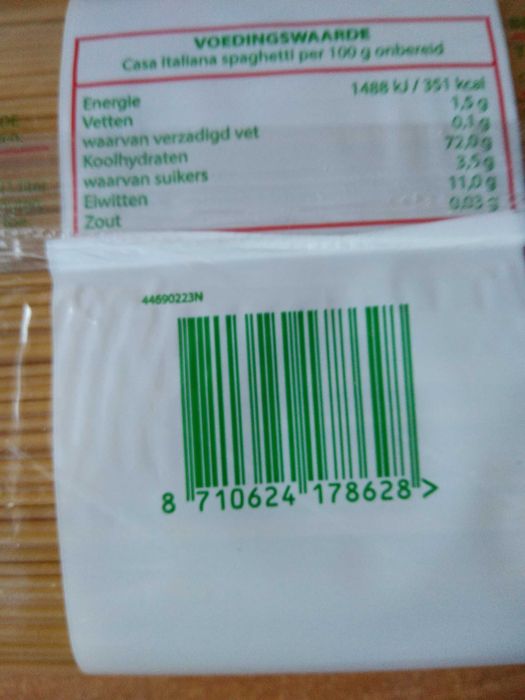 VOEDINGSWAARDE
Casa Italiana spaghetti per 100 g onbereid
Energie 1488 kJ / 351 kcal
Vetten 1,5 g
waarvan verzadigd vet 0,1 g
Koolhydraten 72,0 g
waarvan suikers 3,5 g
Eiwitten 11,0 g
Zout 0,03 g
44690223N
8 710624 178628 >